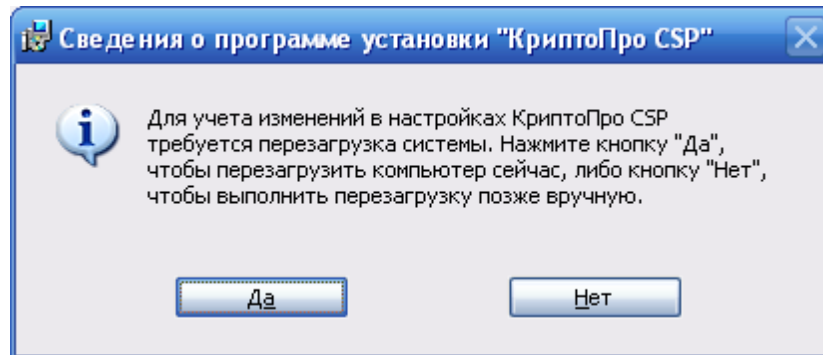 Сведения о программе установки "КриптоПро CSP"
Для учета изменений в настройках КриптоПро CSP
требуется перезагрузка системы. Нажмите кнопку "Да",
чтобы перезагрузить компьютер сейчас, либо кнопку "Нет",
чтобы выполнить перезагрузку позже вручную.
Да
Нет